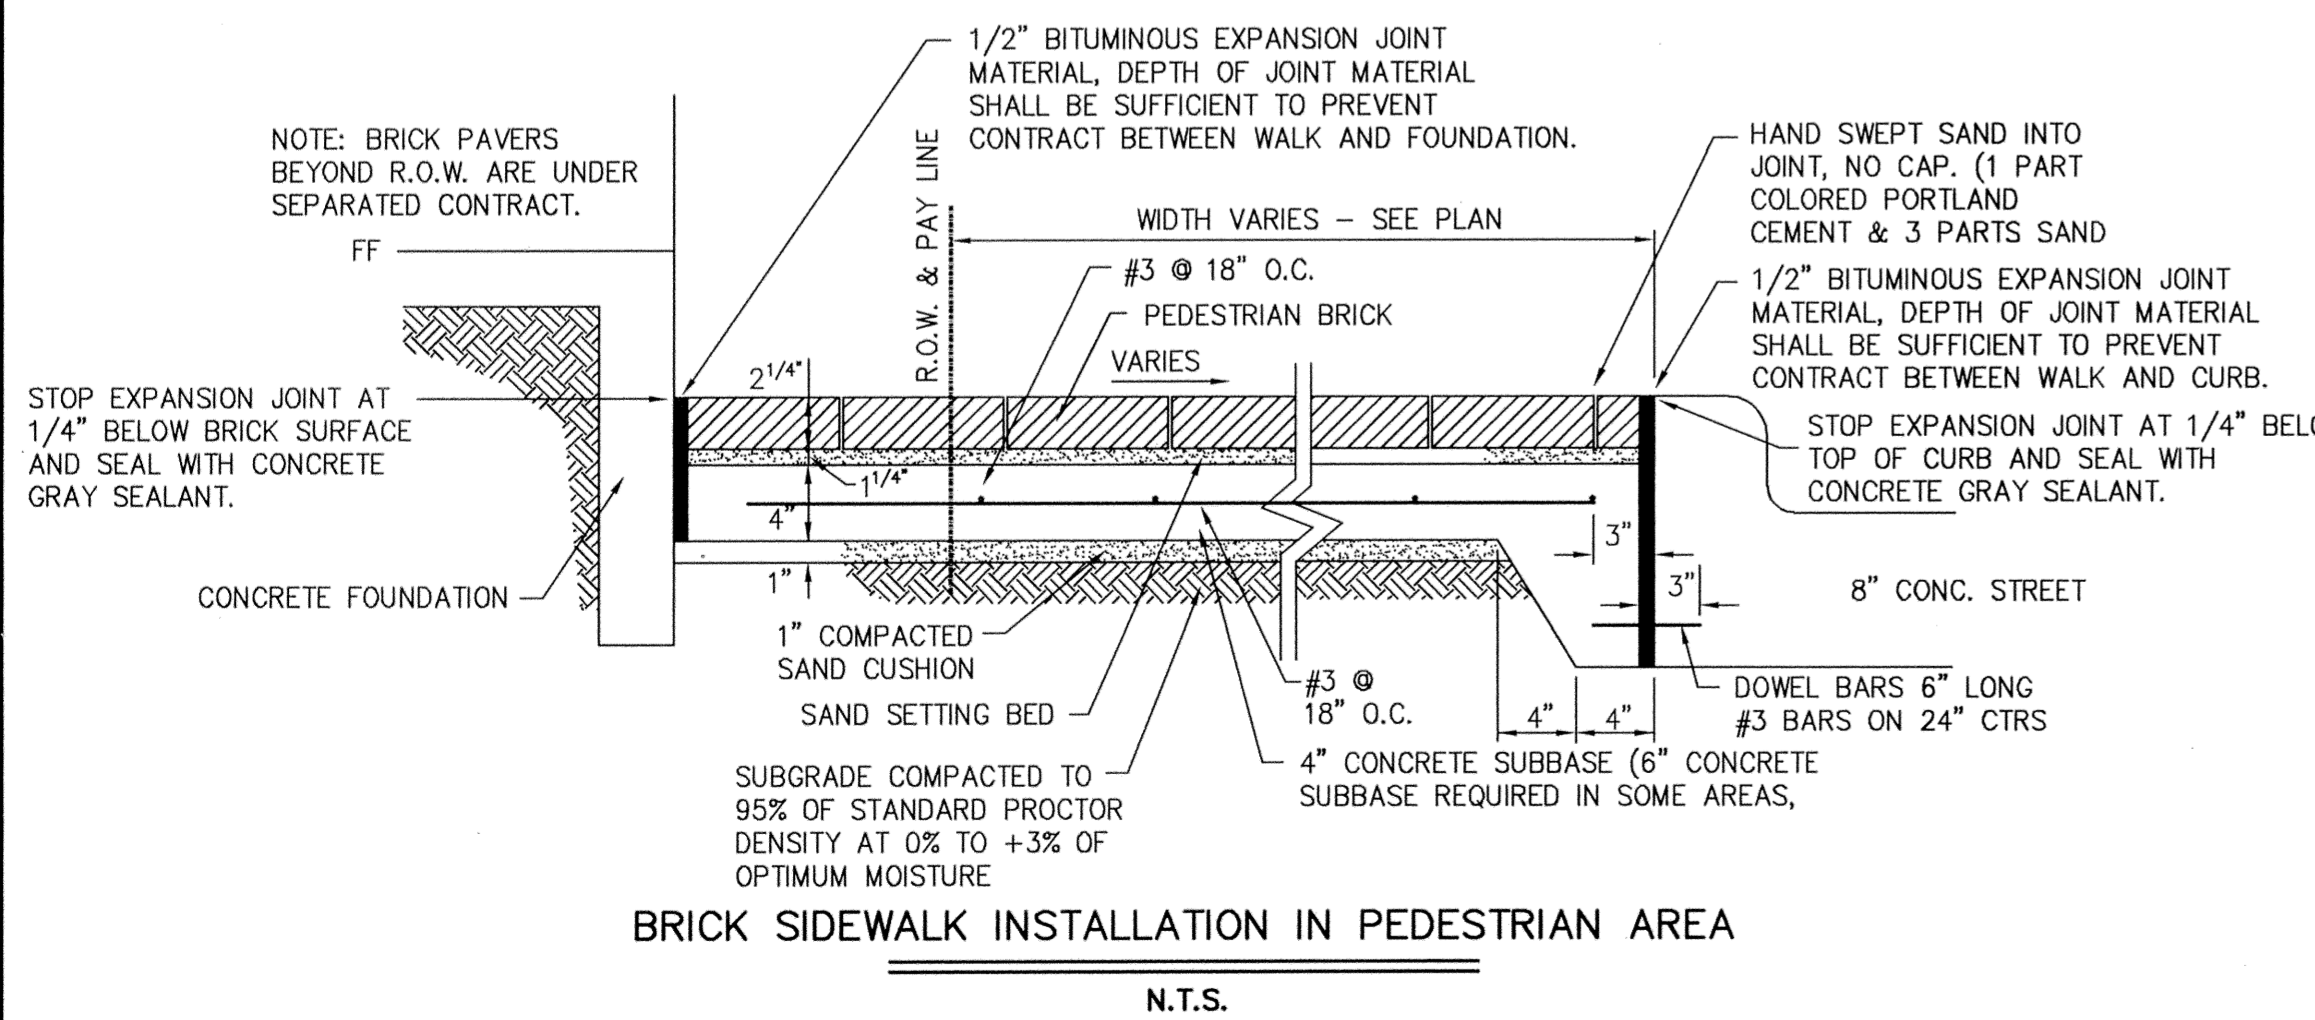 1/2” BITUMINOUS EXPANSION JOINT
MATERIAL, DEPTH OF JOINT MATERIAL
SHALL BE SUFFICIENT TO PREVENT
CONTRACT BETWEEN WALK AND FOUNDATION.
NOTE: BRICK PAVERS
BEYOND R.O.W. ARE UNDER
SEPARATED CONTRACT.
FF
R.O.W. & PAY LINE
WIDTH VARIES – SEE PLAN
HAND SWEPT SAND INTO
JOINT, NO CAP. (1 PART
COLORED PORTLAND
CEMENT & 3 PARTS SAND
#3 @ 18” O.C.
PEDESTRIAN BRICK
VARIES
1/2” BITUMINOUS EXPANSION JOINT
MATERIAL, DEPTH OF JOINT MATERIAL
SHALL BE SUFFICIENT TO PREVENT
CONTRACT BETWEEN WALK AND CURB.
STOP EXPANSION JOINT AT
1/4” BELOW BRICK SURFACE
AND SEAL WITH CONCRETE
GRAY SEALANT.
2 1/4”
1 1/4”
4”
1”
STOP EXPANSION JOINT AT 1/4” BELO
TOP OF CURB AND SEAL WITH
CONCRETE GRAY SEALANT.
3”
3”
8” CONC. STREET
CONCRETE FOUNDATION
1” COMPACTED
SAND CUSHION
SAND SETTING BED
#3 @
18” O.C.
4”
4”
DOWEL BARS 6” LONG
#3 BARS ON 24” CTRS
SUBGRADE COMPACTED TO
95% OF STANDARD PROCTOR
DENSITY AT 0% TO +3% OF
OPTIMUM MOISTURE
4” CONCRETE SUBBASE (6” CONCRETE
SUBBASE REQUIRED IN SOME AREAS,
BRICK SIDEWALK INSTALLATION IN PEDESTRIAN AREA
N.T.S.